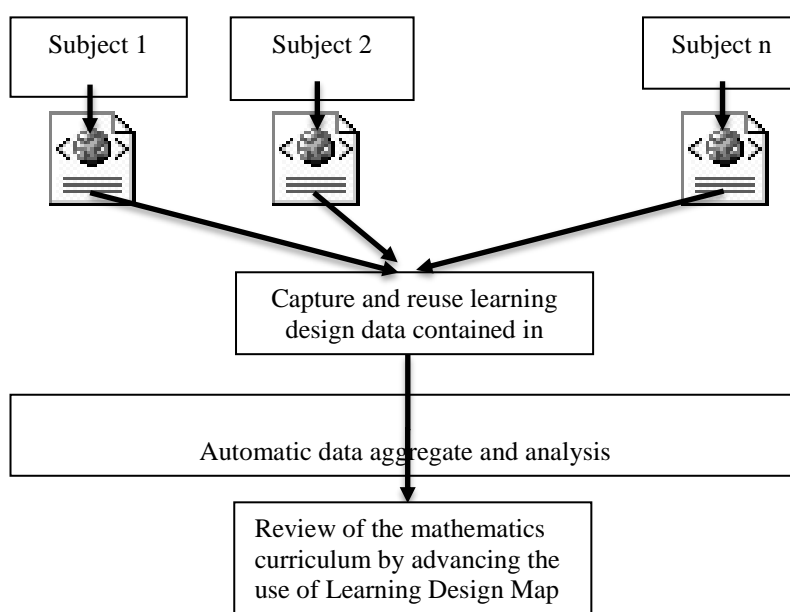 Subject 1
Subject 2
Subject n
Capture and reuse learning
design data contained in
Automatic data aggregate and analysis
Review of the mathematics
curriculum by advancing the
use of Learning Design Map